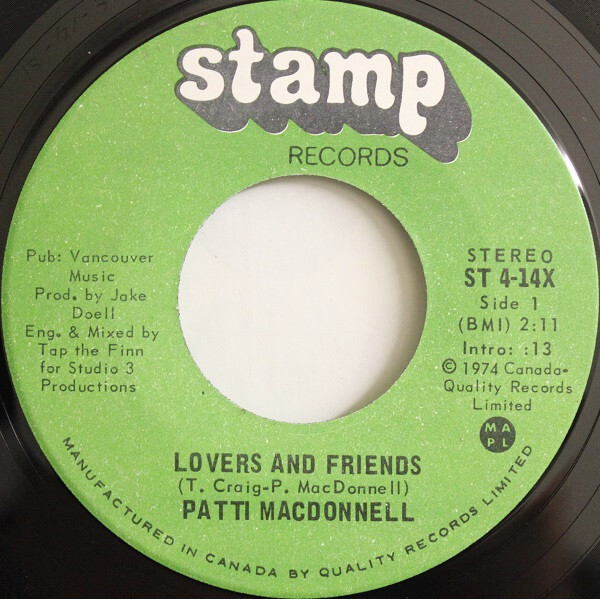 stamp
RECORDS
Pub: Vancouver
Music
Prod. by Jake
Doell
Eng. & Mixed by
Tap the Finn
for Studio 3
Productions
STEREO
ST 4-14X
Side 1
(BMI) 2:11
Intro: :13
© 1974 Canada-
Quality Records
Limited
MA
PL
LOVERS AND FRIENDS
(T. Craig-P. MacDonnell)
PATTI MACDONNELL
MANUFACTURED IN CANADA BY QUALITY RECORDS LIMITED